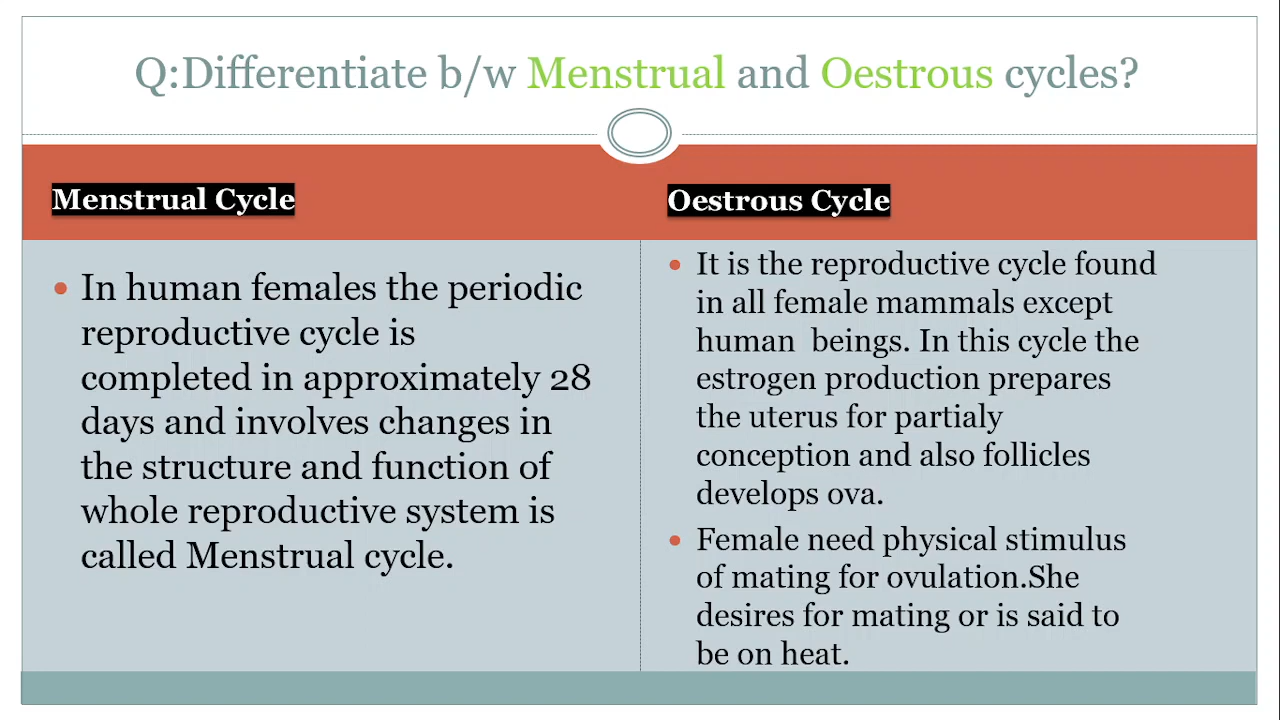 Q:Differentiate b/w Menstrual and Oestrous cycles?
Menstrual Cycle
• In human females the periodic
reproductive cycle is
completed in approximately 28
days and involves changes in
the structure and function of
whole reproductive system is
called Menstrual cycle.
Oestrous Cycle
• It is the reproductive cycle found
in all female mammals except
human  beings. In this cycle the
estrogen production prepares
the uterus for partialy
conception and also follicles
develops ova.
• Female need physical stimulus
of mating for ovulation.She
desires for mating or is said to
be on heat.